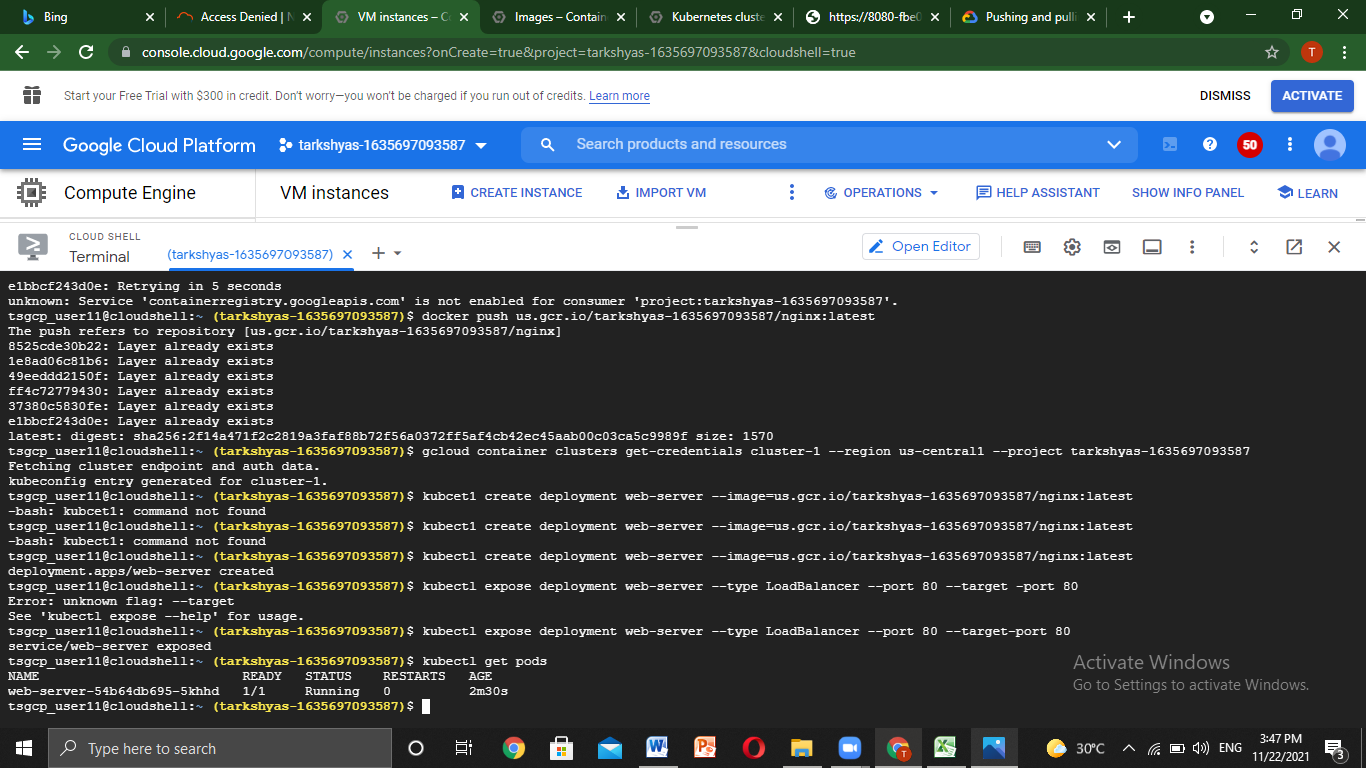 Bing
Access Denied | N
VM instances – C
Images – Contain
Kubernetes cluste
https://8080-fbe0
Pushing and pulli
console.cloud.google.com/compute/instances?onCreate=true&project=tarkshyas-1635697093587&cloudshell=true
T
Start your Free Trial with $300 in credit. Don't worry—you won't be charged if you run out of credits. Learn more
DISMISS
ACTIVATE
Google Cloud Platform
tarkshyas-1635697093587
Search products and resources
50
Compute Engine
VM instances
CREATE INSTANCE
IMPORT VM
OPERATIONS
HELP ASSISTANT
SHOW INFO PANEL
LEARN
CLOUD SHELL
Terminal
(tarkshyas-1635697093587)
Open Editor
e1bbcf243d0e: Retrying in 5 seconds
unknown: Service 'containerregistry.googleapis.com' is not enabled for consumer 'project:tarkshyas-1635697093587'.
tsgcp_user11@cloudshell:~ (tarkshyas-1635697093587)$ docker push us.gcr.io/tarkshyas-1635697093587/nginx:latest
The push refers to repository [us.gcr.io/tarkshyas-1635697093587/nginx]
8525cde30b22: Layer already exists
1e8ad06c81b6: Layer already exists
49eeddd2150f: Layer already exists
ff4c72779430: Layer already exists
37380c5830fe: Layer already exists
e1bbcf243d0e: Layer already exists
latest: digest: sha256:2f14a471f2c2819a3faf88b72f56a0372ff5af4cb42ec45aab00c03ca5c9989f size: 1570
tsgcp_user11@cloudshell:~ (tarkshyas-1635697093587)$ gcloud container clusters get-credentials cluster-1 --region us-central1 --project tarkshyas-1635697093587
Fetching cluster endpoint and auth data.
kubeconfig entry generated for cluster-1.
tsgcp_user11@cloudshell:~ (tarkshyas-1635697093587)$ kubcet1 create deployment web-server --image=us.gcr.io/tarkshyas-1635697093587/nginx:latest
-bash: kubcet1: command not found
tsgcp_user11@cloudshell:~ (tarkshyas-1635697093587)$ kubect1 create deployment web-server --image=us.gcr.io/tarkshyas-1635697093587/nginx:latest
-bash: kubect1: command not found
tsgcp_user11@cloudshell:~ (tarkshyas-1635697093587)$ kubectl create deployment web-server --image=us.gcr.io/tarkshyas-1635697093587/nginx:latest
deployment.apps/web-server created
tsgcp_user11@cloudshell:~ (tarkshyas-1635697093587)$ kubectl expose deployment web-server --type LoadBalancer --port 80 --target -port 80
Error: unknown flag: --target
See 'kubectl expose --help' for usage.
tsgcp_user11@cloudshell:~ (tarkshyas-1635697093587)$ kubectl expose deployment web-server --type LoadBalancer --port 80 --target-port 80
service/web-server exposed
tsgcp_user11@cloudshell:~ (tarkshyas-1635697093587)$ kubectl get pods
NAME READY STATUS RESTARTS AGE
web-server-54b64db695-5khhd 1/1 Running 0 2m30s
tsgcp_user11@cloudshell:~ (tarkshyas-1635697093587)$
Activate Windows
Go to Settings to activate Windows.
Type here to search
30°C
ENG
3:47 PM
11/22/2021
3